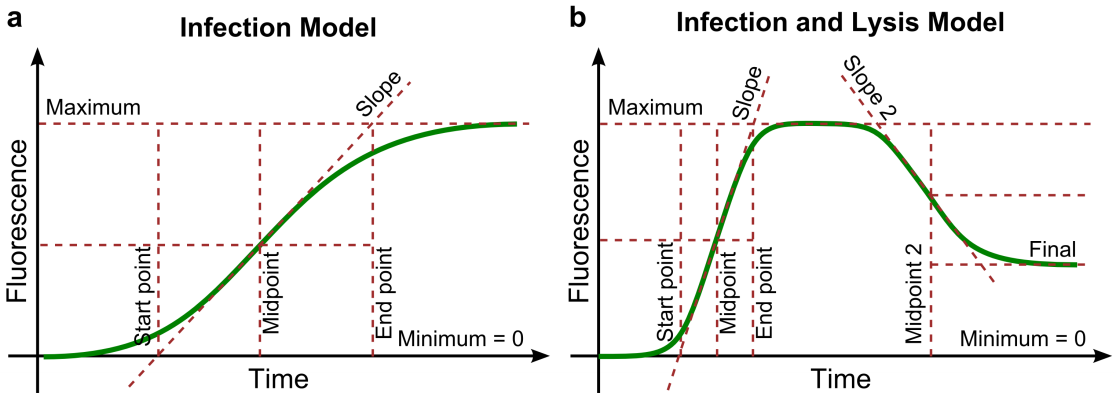 a
Infection Model
Fluorescence
Maximum
Slope
Start point
Midpoint
End point
Minimum = 0
Time
b
Infection and Lysis Model
Fluorescence
Maximum
Slope
Slope 2
Start point
Midpoint
End point
Midpoint 2
Final
Minimum = 0
Time